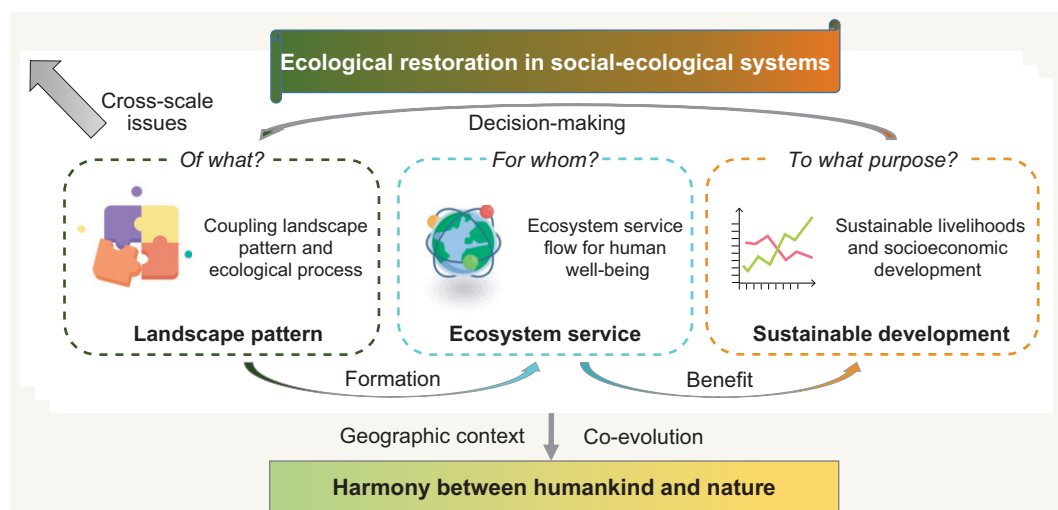 Ecological restoration in social-ecological systems
Cross-scale
issues
Decision-making
Of what?
Coupling landscape
pattern and
ecological process
Landscape pattern
For whom?
Ecosystem service
flow for human
well-being
Ecosystem service
To what purpose?
Sustainable livelihoods
and socioeconomic
development
Sustainable development
Formation
Benefit
Geographic context
Co-evolution
Harmony between humankind and nature